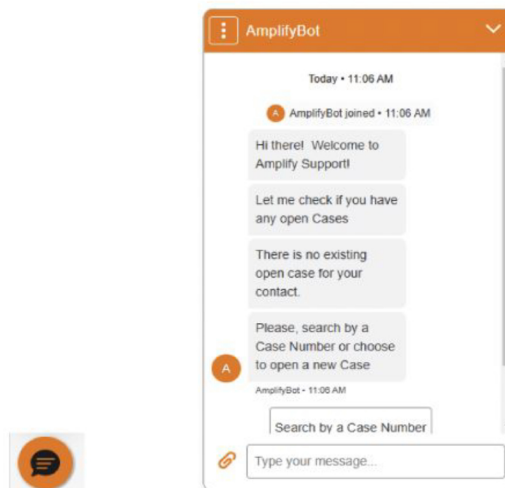 AmplifyBot
Today • 11:06 AM
A AmplifyBot joined • 11:06 AM
Hi there!  Welcome to
Amplify Support!
Let me check if you have
any open Cases
There is no existing
open case for your
contact.
Please, search by a
Case Number or choose
to open a new Case
A
AmplifyBot • 11:06 AM
Search by a Case Number
Type your message...